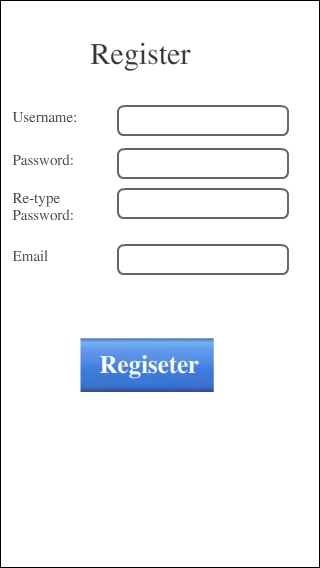 Register
Username:
Password:
Re-type
Password:
Email
Regiseter